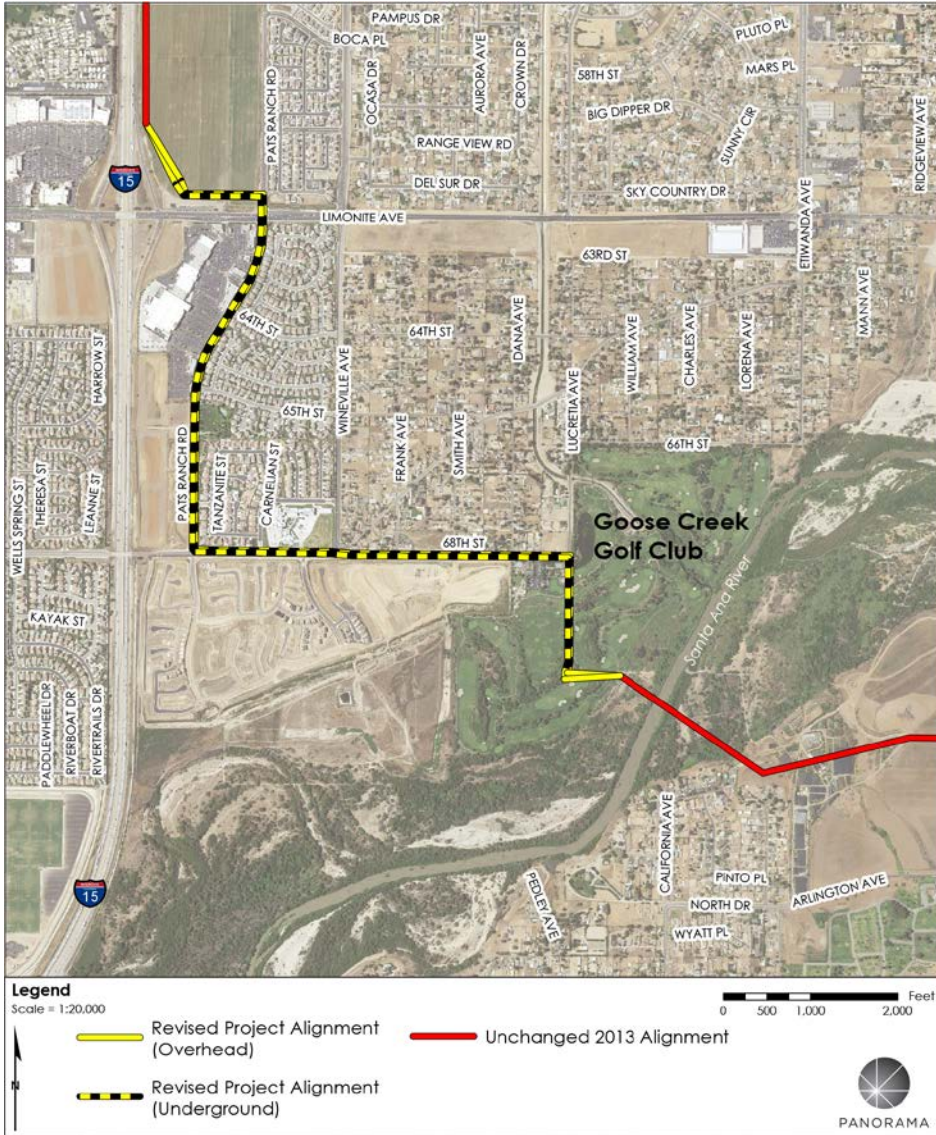 PAMPUS DR
BOCA PL
OCASA DR
AURORA AVE
CROWN DR
PLUTO PL
58TH ST
MARS PL
BIG DIPPER DR
SUNNY CIR
RIDGEVIEW AVE
PATS RANCH RD
RANGE VIEW RD
DEL SUR DR
SKY COUNTRY DR
15
LIMONITE AVE
ETIWANDA AVE
63RD ST
64TH ST
64TH ST
DANA AVE
WILLIAM AVE
CHARLES AVE
LORENA AVE
MANN AVE
HARROW ST
WINEVILLE AVE
65TH ST
FRANK AVE
SMITH AVE
LUCRETIA AVE
66TH ST
WELLS SPRING ST
THERESA ST
LEANNE ST
PATS RANCH RD
TANZANITE ST
CARNELIAN ST
68TH ST
Goose Creek
Golf Club
Santa Ana River
KAYAK ST
PADDLEWHEEL DR
RIVERBOAT DR
RIVERTRAILS DR
15
PEDLEY AVE
CALIFORNIA AVE
PINTO PL
NORTH DR
ARLINGTON AVE
WYATT PL
Legend
Scale = 1:20,000
Revised Project Alignment
(Overhead)
Unchanged 2013 Alignment
Revised Project Alignment
(Underground)
Feet
0 500 1,000 2,000
N
PANORAMA